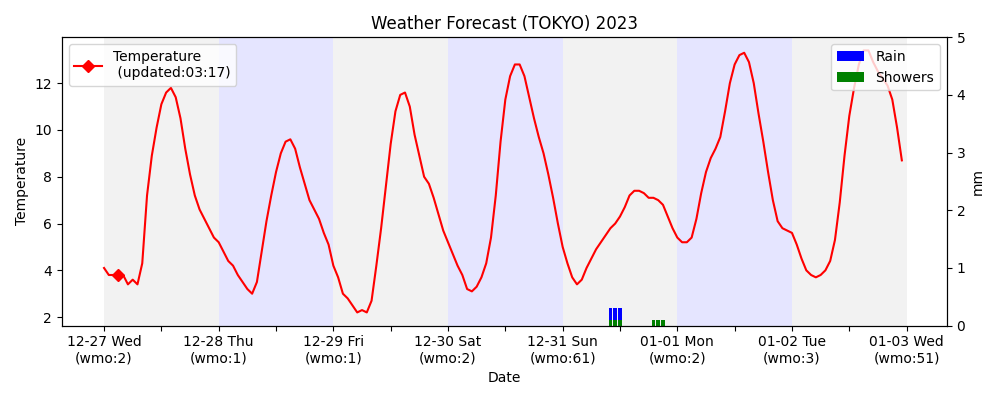 Weather Forecast (TOKYO) 2023
Temperature
(updated:03:17)
Rain
Showers
Temperature
12
10
8
6
4
2
5
4
3
2
1
0
mm
12-27 Wed
(wmo:2)
12-28 Thu
(wmo:1)
12-29 Fri
(wmo:1)
12-30 Sat
(wmo:2)
12-31 Sun
(wmo:61)
01-01 Mon
(wmo:2)
01-02 Tue
(wmo:3)
01-03 Wed
(wmo:51)
Date